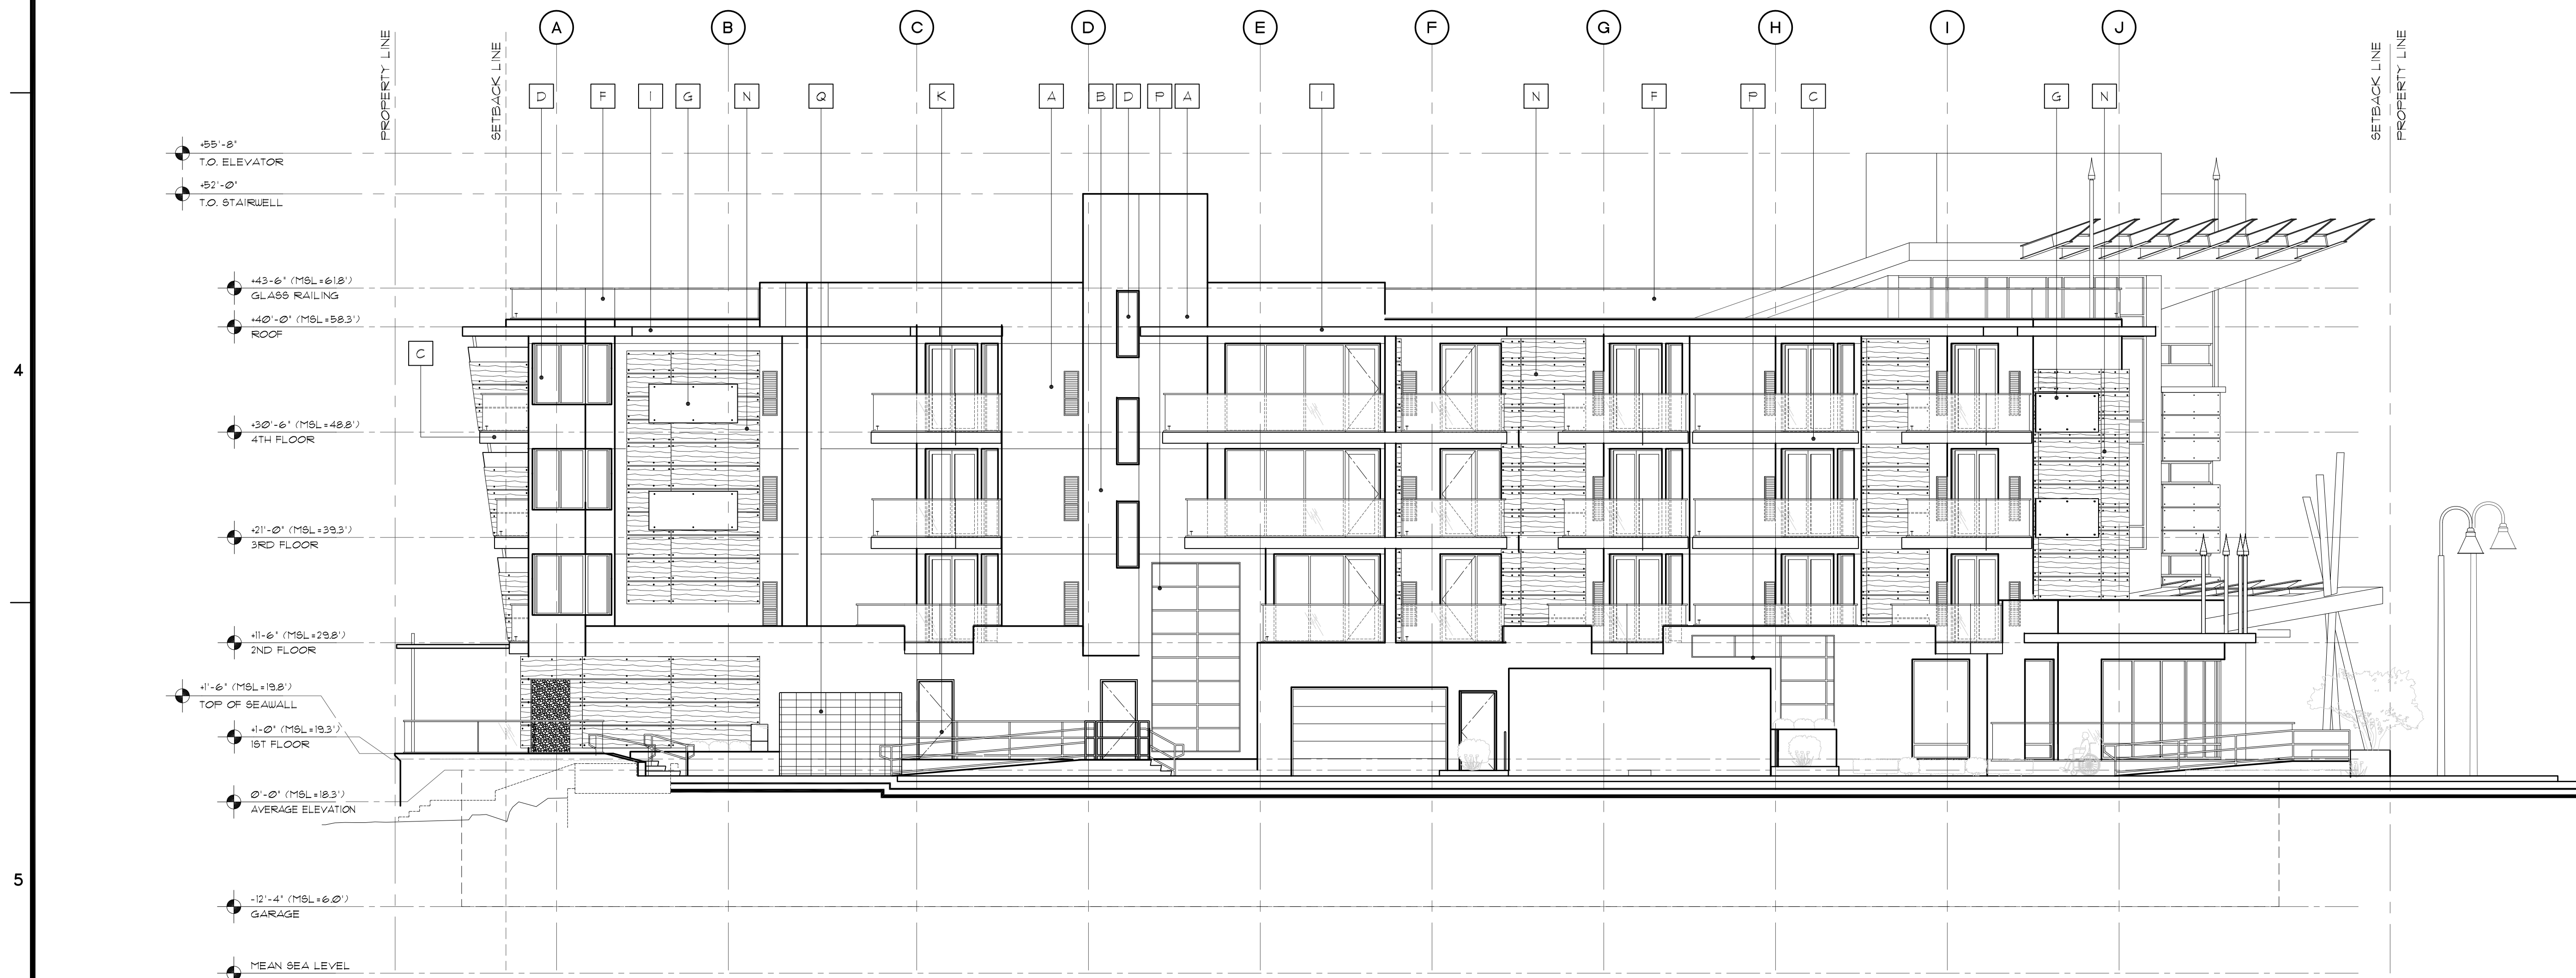 A B C D E F G H I J
PROPERTY LINE
SETBACK LINE
SETBACK LINE
PROPERTY LINE
D F I G N Q K A B D P A I N F P C G N
+55'-8"
T.O. ELEVATOR
+52'-0"
T.O. STAIRWELL
+43-6" (MSL=61.8')
GLASS RAILING
+40'-0" (MSL=58.3')
ROOF
C
4
+30'-6" (MSL=48.8')
4TH FLOOR
+21'-0" (MSL=39.3')
3RD FLOOR
+11-6" (MSL=29.8')
2ND FLOOR
+1'-6" (MSL=19.8')
TOP OF SEAWALL
+1-0" (MSL=19.3')
1ST FLOOR
0'-0" (MSL=18.3')
AVERAGE ELEVATION
5
-12'-4" (MSL=6.0')
GARAGE
MEAN SEA LEVEL